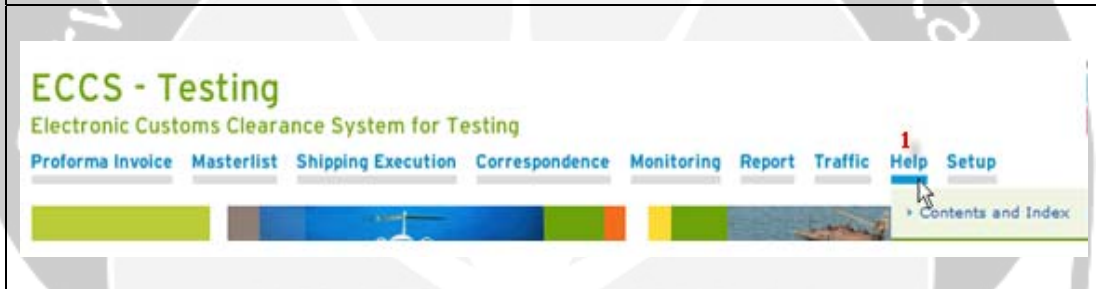 ECCS - Testing
Electronic Customs Clearance System for Testing
1
Proforma Invoice Masterlist Shipping Execution Correspondence Monitoring Report Traffic Help Setup
Contents and Index